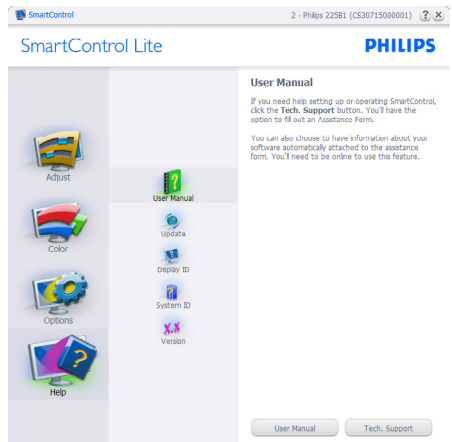 SmartControl
2 - Philips 225B1 (CS30715000001) ? ×
SmartControl Lite
PHILIPS
Adjust
Color
Options
Help
User Manual
Update
Display ID
System ID
X.X
Version
User Manual
If you need help setting up or operating SmartControl,
click the Tech. Support button. You'll have the
option to fill out an Assistance Form.
You can also choose to have information about your
software automatically attached to the assistance
form. You'll need to be online to use this feature.
User Manual
Tech. Support